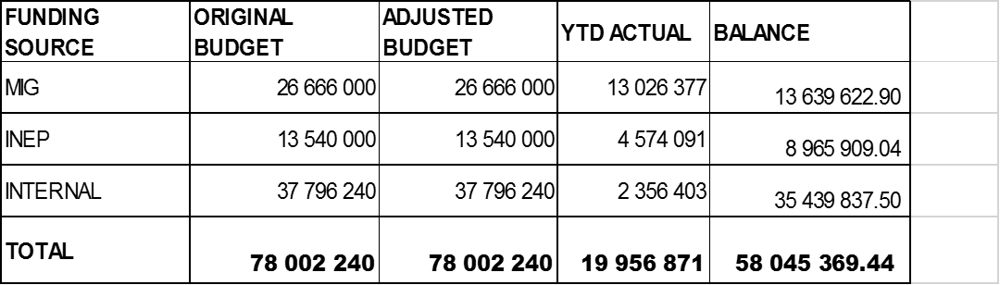 FUNDING SOURCE ORIGINAL BUDGET ADJUSTED BUDGET YTD ACTUAL BALANCE
MIG 26 666 000 26 666 000 13 026 377 13 639 622.90
INEP 13 540 000 13 540 000 4 574 091 8 965 909.04
INTERNAL 37 796 240 37 796 240 2 356 403 35 439 837.50
TOTAL 78 002 240 78 002 240 19 956 871 58 045 369.44